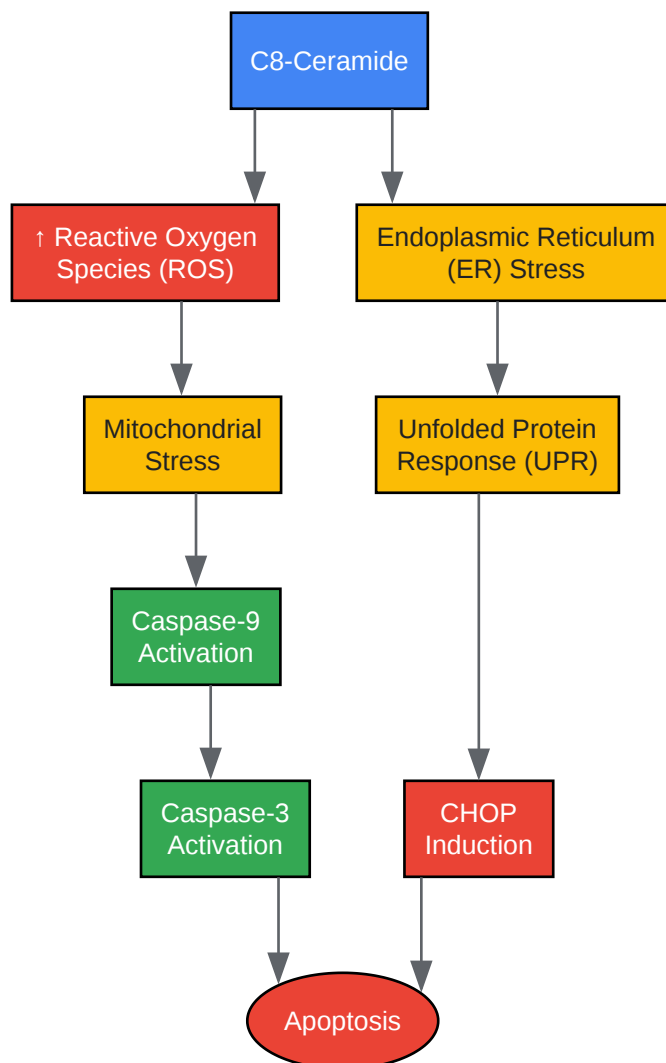 C8-Ceramide
↑ Reactive Oxygen
Species (ROS)
Endoplasmic Reticulum
(ER) Stress
Mitochondrial
Stress
Unfolded Protein
Response (UPR)
Caspase-9
Activation
Caspase-3
Activation
CHOP
Induction
Apoptosis